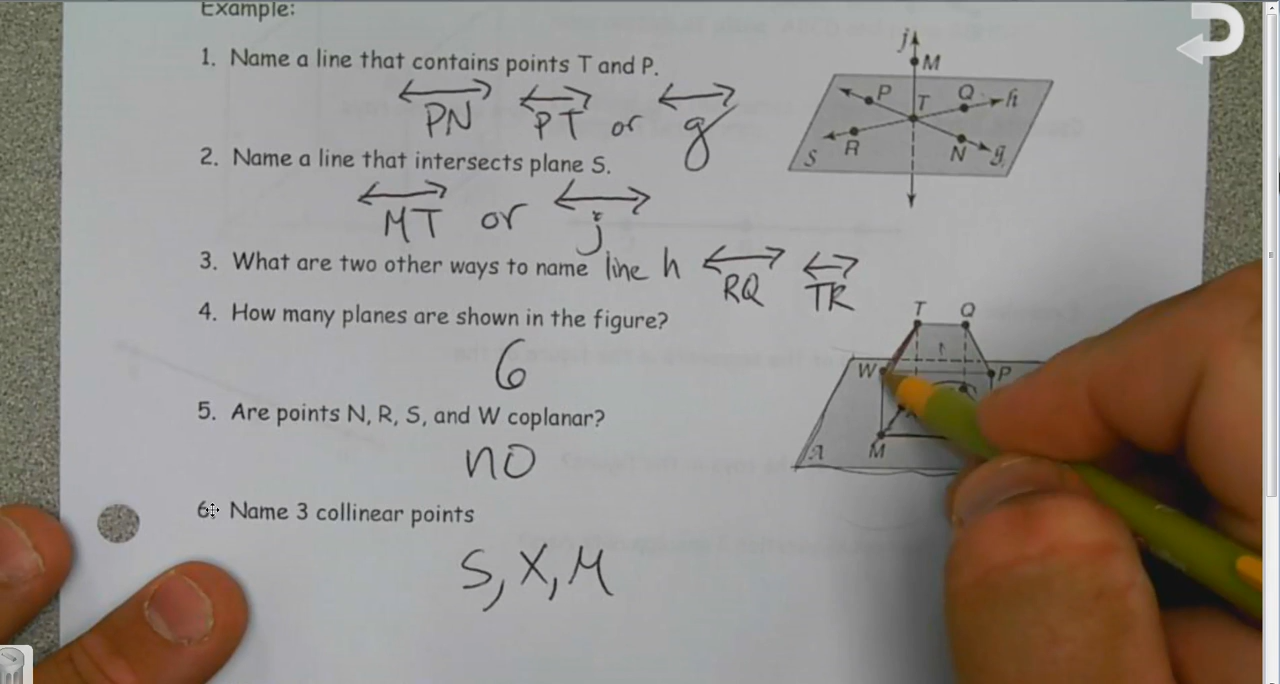 Example:
1. Name a line that contains points T and P.
PN PT or g
2. Name a line that intersects plane S.
MT or j
3. What are two other ways to name line h RQ TR
4. How many planes are shown in the figure?
6
5. Are points N, R, S, and W coplanar?
no
6. Name 3 collinear points
S, X, M
j
M
P T Q h
S R N g
T Q
W r P
A M